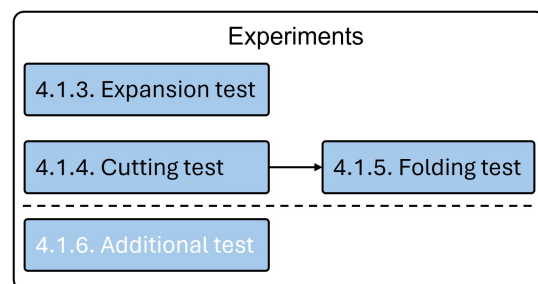 Experiments
4.1.3. Expansion test
4.1.4. Cutting test
4.1.5. Folding test
4.1.6. Additional test